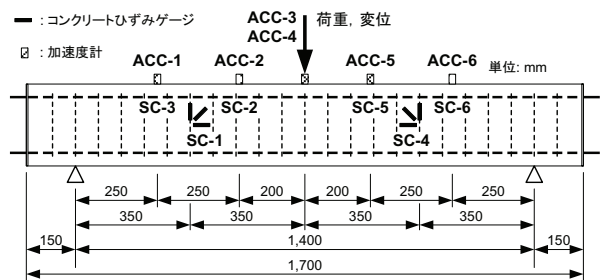 : コンクリートひずみゲージ
: 加速度計
ACC-3
ACC-4
荷重, 変位
単位: mm
ACC-1
ACC-2
ACC-5
ACC-6
SC-3
SC-2
SC-5
SC-6
SC-1
SC-4
250
250
200
200
250
250
350
350
350
350
150
1,400
150
1,700